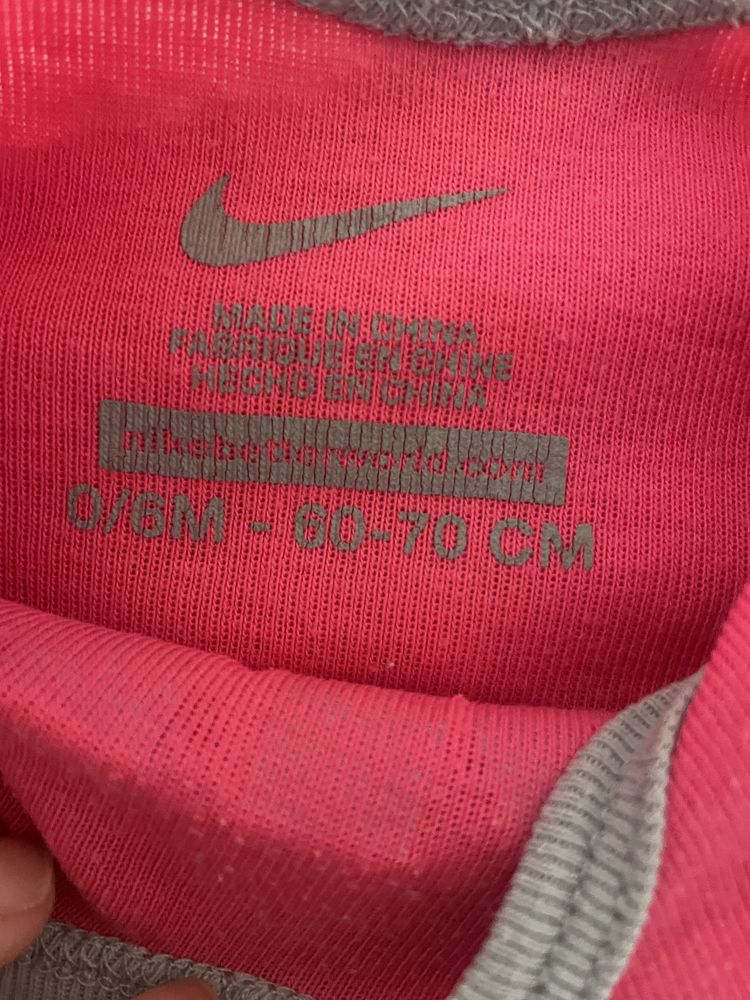 MADE IN CHINA
FABRIQUE EN CHINE
HECHO EN CHINA
nikebetterworld.com
0/6M - 60-70 CM